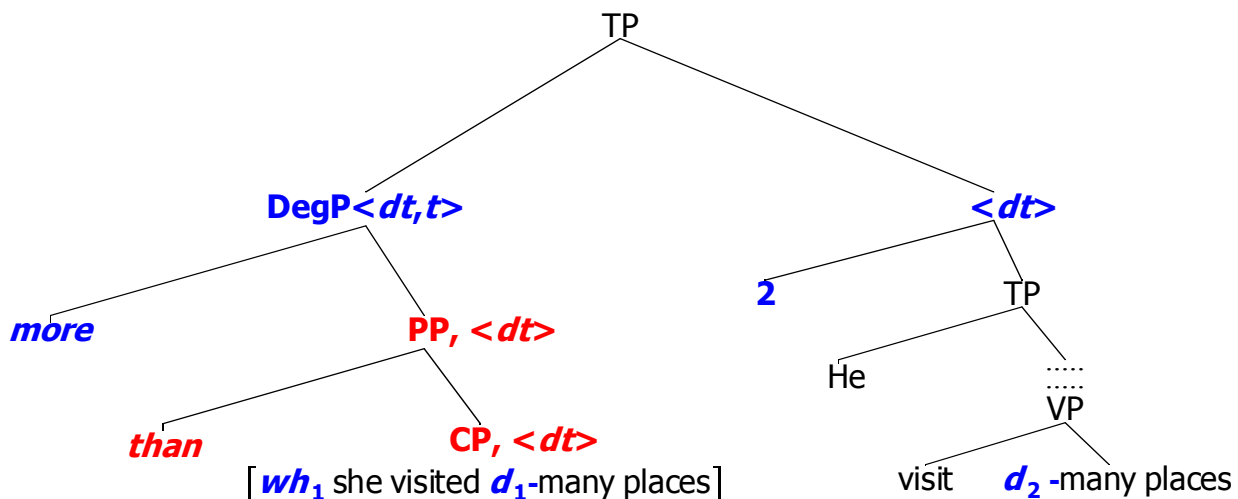 TP
DegP<dt,t> <dt>
more PP, <dt> 2 TP
than CP, <dt> He ..... .....
VP
[wh₁ she visited d₁-many places] visit d₂ -many places